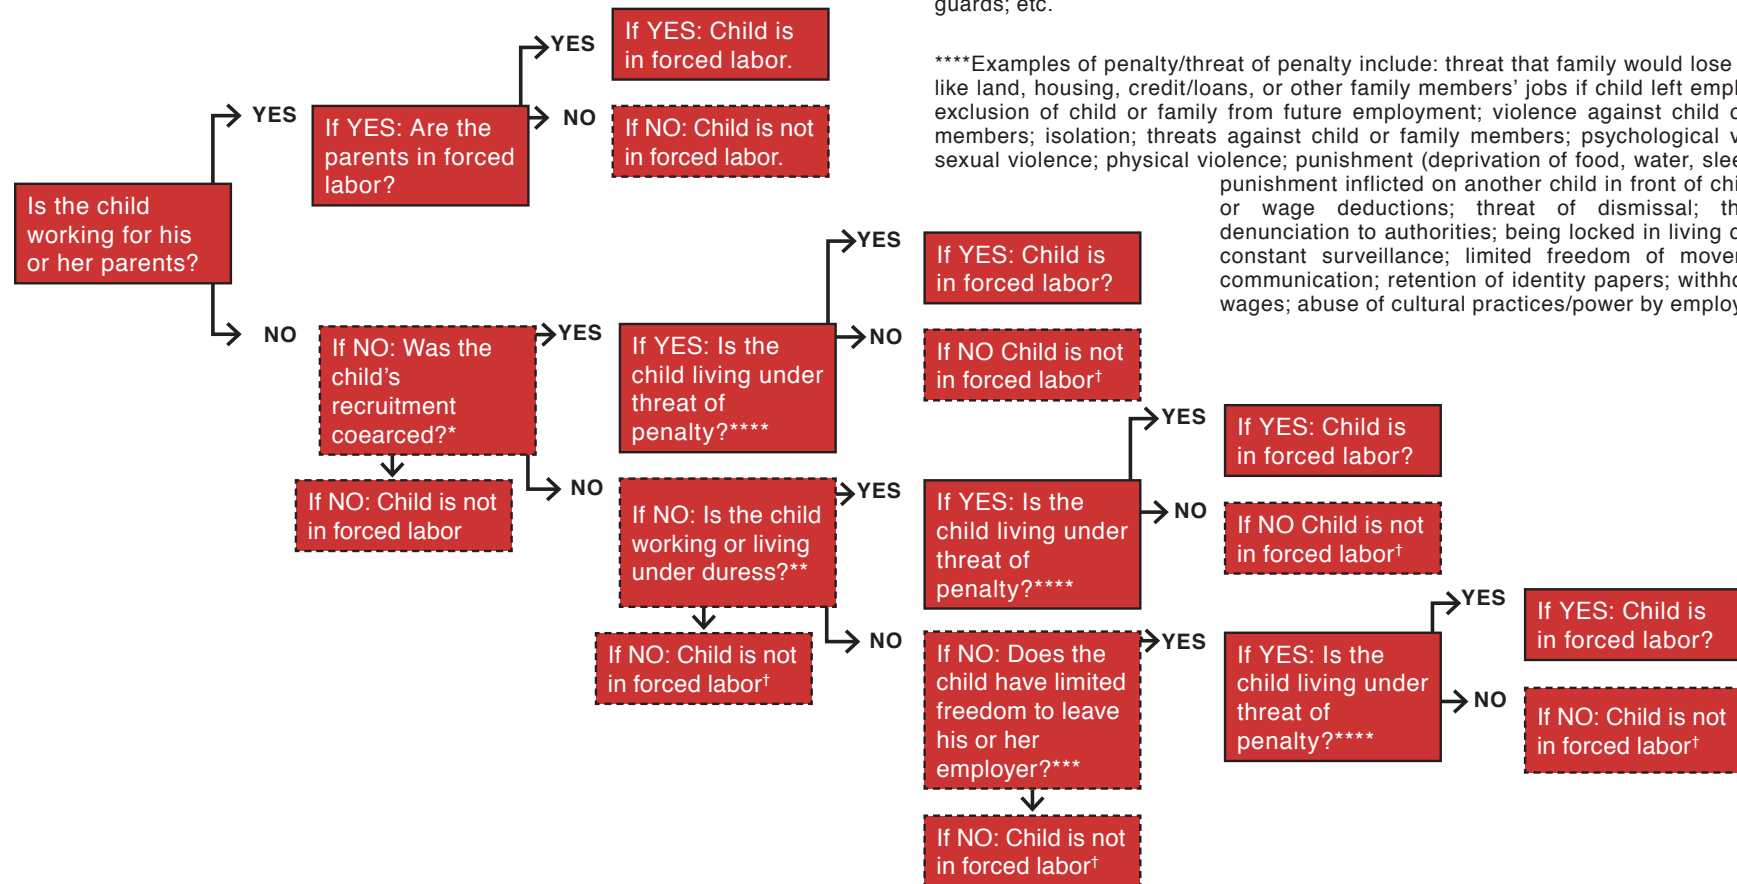 guards; etc.
****Examples of penalty/threat of penalty include: threat that family would lose
like land, housing, credit/loans, or other family members' jobs if child left
exclusion of child or family from future employment; violence against child
members; isolation; threats against child or family members; psychological
sexual violence; physical violence; punishment (deprivation of food, water,
punishment inflicted on another child in front of
or wage deductions; threat of dismissal;
denunciation to authorities; being locked in living
constant surveillance; limited freedom of
communication; retention of identity papers;
wages; abuse of cultural practices/power by
Is the child
working for his
or her parents?
YES
If YES: Are the
parents in forced
labor?
YES
If YES: Child is
in forced labor.
NO
If NO: Child is not
in forced labor.
NO
If NO: Was the
child's
recruitment
coearced?*
If NO: Child is not
in forced labor
YES
If YES: Is the
child living under
threat of
penalty?****
YES
If YES: Child is
in forced labor?
NO
If NO Child is not
in forced labor†
NO
If NO: Is the child
working or living
under duress?**
If NO: Child is not
in forced labor†
YES
If YES: Is the
child living under
threat of
penalty?****
YES
If YES: Child is
in forced labor?
NO
If NO Child is not
in forced labor†
NO
If NO: Does the
child have limited
freedom to leave
his or her
employer?***
If NO: Child is not
in forced labor†
YES
If YES: Is the
child living under
threat of
penalty?****
YES
If YES: Child is
in forced labor?
NO
If NO: Child is not
in forced labor†